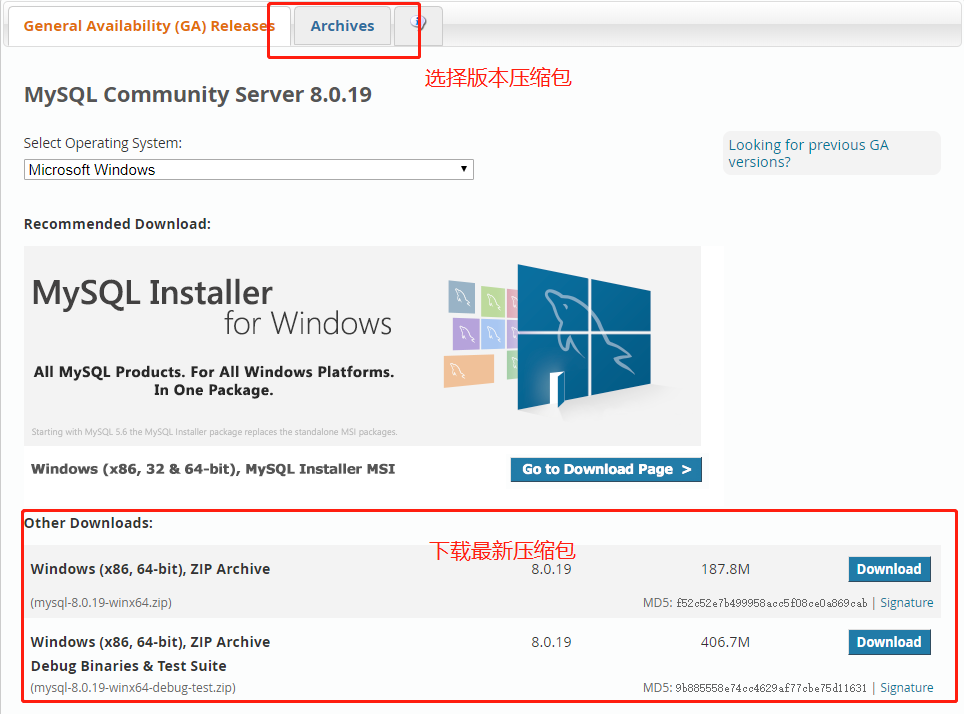 General Availability (GA) Releases
Archives
选择版本压缩包
MySQL Community Server 8.0.19
Select Operating System:
Microsoft Windows
Looking for previous GA
versions?
Recommended Download:
MySQL Installer
for Windows
All MySQL Products. For All Windows Platforms.
In One Package.
Starting with MySQL 5.6 the MySQL Installer package replaces the standalone MSI packages.
Windows (x86, 32 & 64-bit), MySQL Installer MSI
Go to Download Page >
Other Downloads:
下载最新压缩包
Windows (x86, 64-bit), ZIP Archive 8.0.19 187.8M Download
(mysql-8.0.19-winx64.zip) MD5: f52c52e7b499958acc5f08ce0a869cab | Signature
Windows (x86, 64-bit), ZIP Archive 8.0.19 406.7M Download
Debug Binaries & Test Suite
(mysql-8.0.19-winx64-debug-test.zip) MD5: 9b885558e74cc4629af77cbe75d11631 | Signature